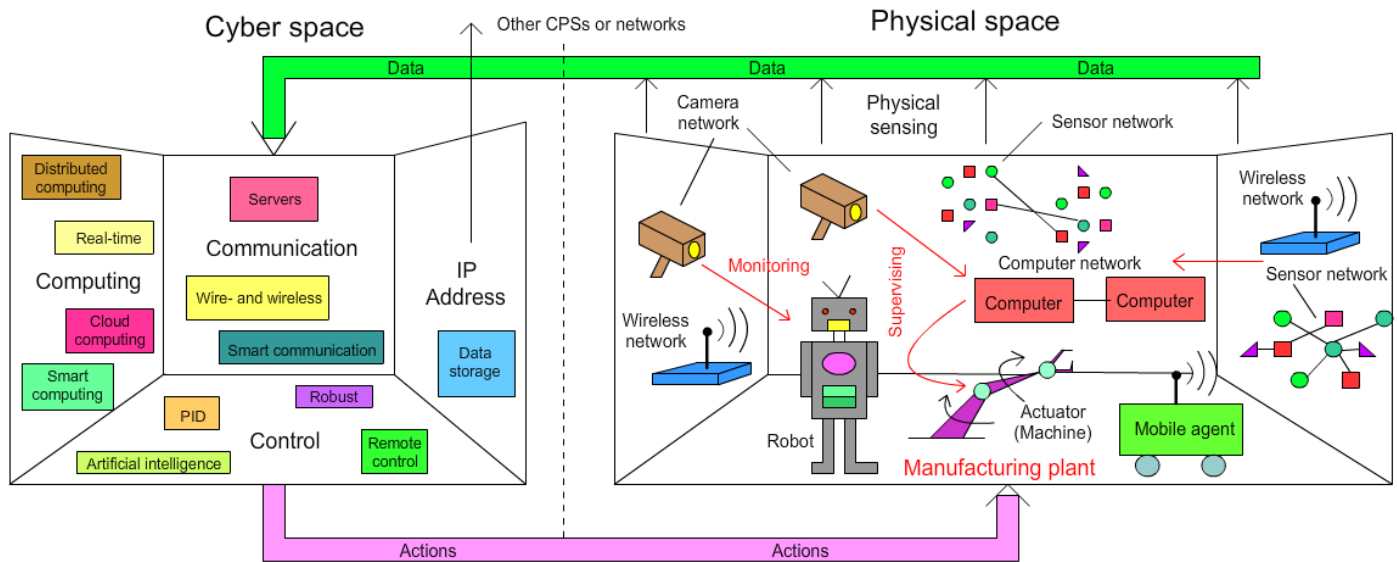 Cyber space
Other CPSs or networks
Physical space
Data
Data
Data
Distributed
computing
Real-time
Computing
Cloud
computing
Smart
computing
Servers
Communication
Wire- and wireless
Smart communication
IP
Address
Data
storage
PID
Robust
Control
Artificial intelligence
Remote
control
Camera
network
Physical
sensing
Sensor network
Wireless
network
Monitoring
Supervising
Computer network
Computer
Computer
Sensor network
Wireless
network
Robot
Actuator
(Machine)
Mobile agent
Manufacturing plant
Actions
Actions